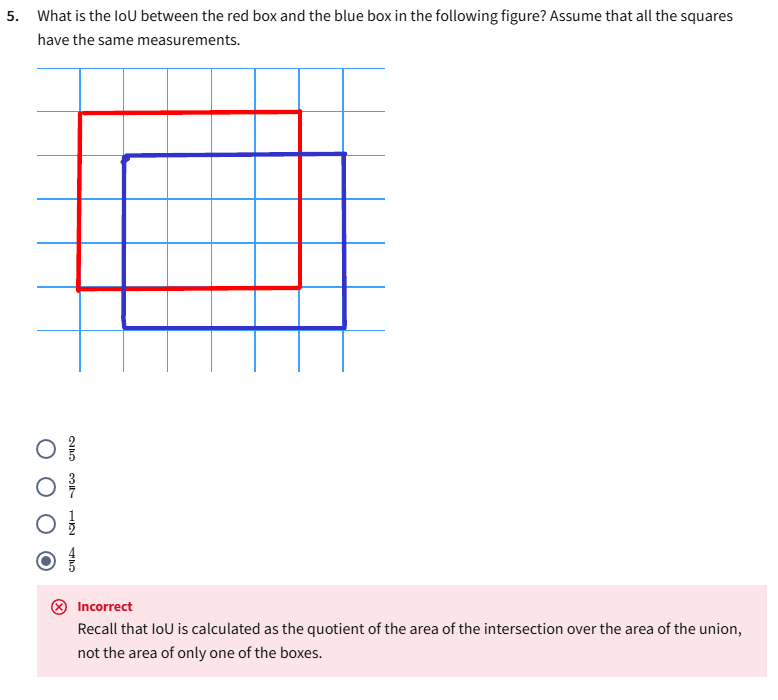 5. What is the IoU between the red box and the blue box in the following figure? Assume that all the squares
have the same measurements.
2/5
3/7
1/2
4/5
Incorrect
Recall that IoU is calculated as the quotient of the area of the intersection over the area of the union,
not the area of only one of the boxes.